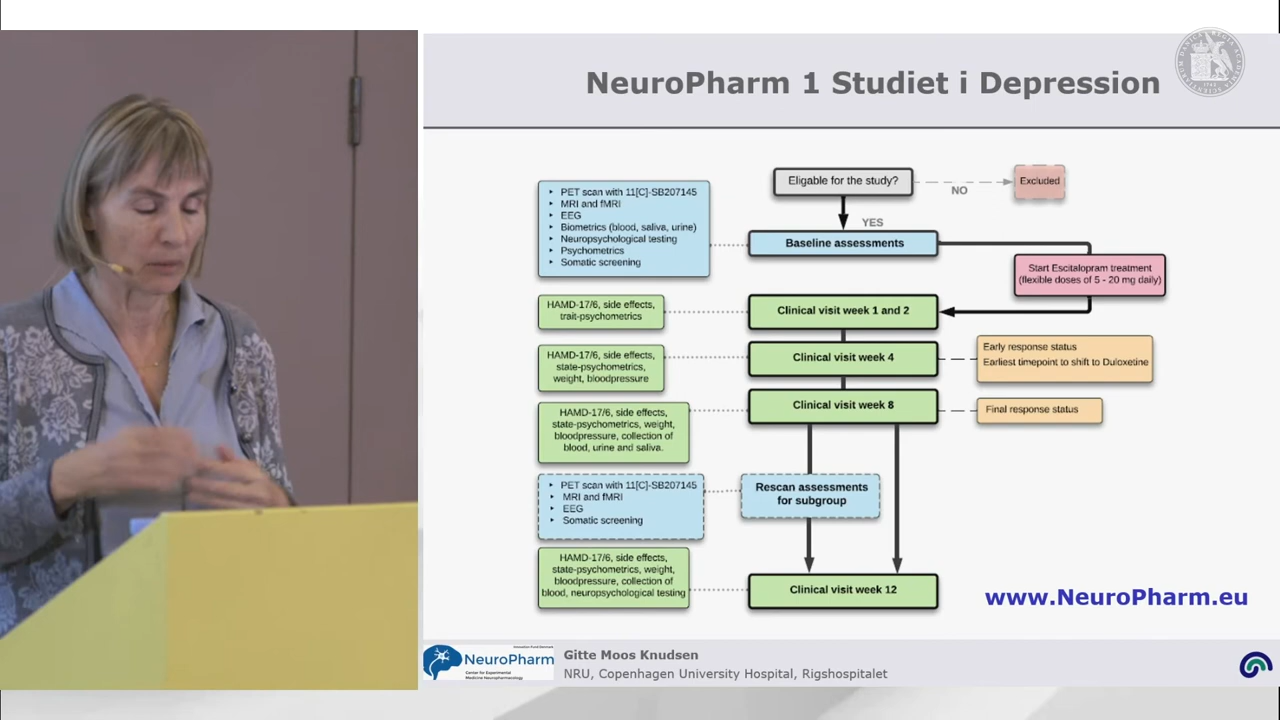 NeuroPharm 1 Studiet i Depression
Eligable for the study?
NO
Excluded
YES
PET scan with 11[C]-SB207145
MRI and fMRI
EEG
Biometrics (blood, saliva, urine)
Neuropsychological testing
Psychometrics
Somatic screening
Baseline assessments
Start Escitalopram treatment
(flexible doses of 5 - 20 mg daily)
HAMD-17/6, side effects,
trait-psychometrics
Clinical visit week 1 and 2
HAMD-17/6, side effects,
state-psychometrics,
weight, bloodpressure
Clinical visit week 4
Early response status
Earliest timepoint to shift to Duloxetine
HAMD-17/6, side effects,
state-psychometrics, weight,
bloodpressure, collection of
blood, urine and saliva.
Clinical visit week 8
Final response status
PET scan with 11[C]-SB207145
MRI and fMRI
EEG
Somatic screening
Rescan assessments
for subgroup
HAMD-17/6, side effects,
state-psychometrics, weight,
bloodpressure, collection of
blood, neuropsychological testing
Clinical visit week 12
www.NeuroPharm.eu
Innovation Fund Denmark
NeuroPharm
Center for Experimental
Medicine Neuropharmacology
Gitte Moos Knudsen
NRU, Copenhagen University Hospital, Rigshospitalet